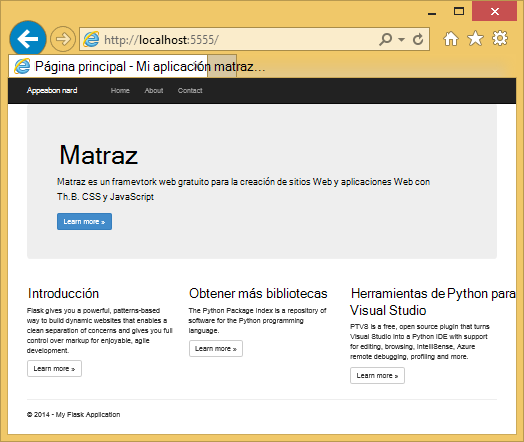 http://localhost:5555/
Página principal - Mi aplicación matraz...
Appeabon nard Home About Contact
Matraz
Matraz es un framevtork web gratuito para la creación de sitios Web y aplicaciones Web con
Th.B. CSS y JavaScript
Learn more »
Introducción
Flask gives you a powerful, patterns-based
way to build dynamic websites that enables a
clean separation of concerns and gives you full
control over markup for enjoyable, agile
development.
Learn more »
Obtener más bibliotecas
The Python Package Index is a repository of
software for the Python programming
language.
Learn more »
Herramientas de Python para
Visual Studio
PTVS is a free, open source plugin that turns
Visual Studio into a Python IDE with support
for editing, browsing, IntelliSense, Azure
remote debugging, profiling and more.
Learn more »
© 2014 - My Flask Application